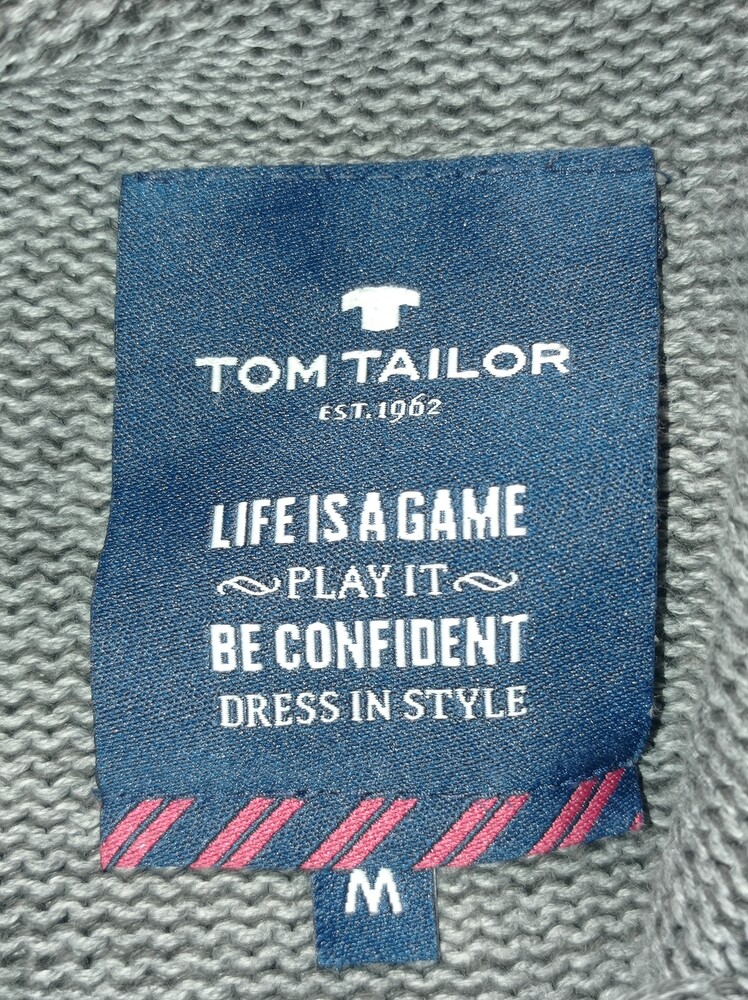 TOM TAILOR
EST. 1962
LIFE IS A GAME
PLAY IT
BE CONFIDENT
DRESS IN STYLE
M